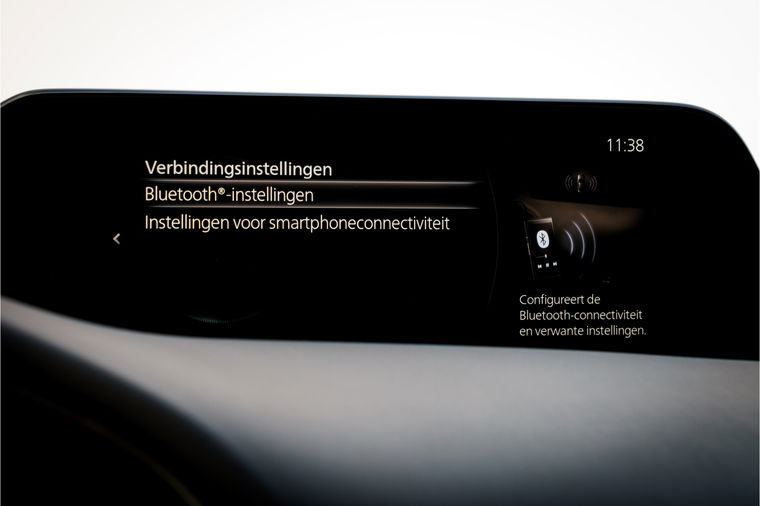 11:38
Verbindingsinstellingen
Bluetooth®-instellingen
Instellingen voor smartphoneconnectiviteit
Configureert de
Bluetooth-connectiviteit
en verwante instellingen.